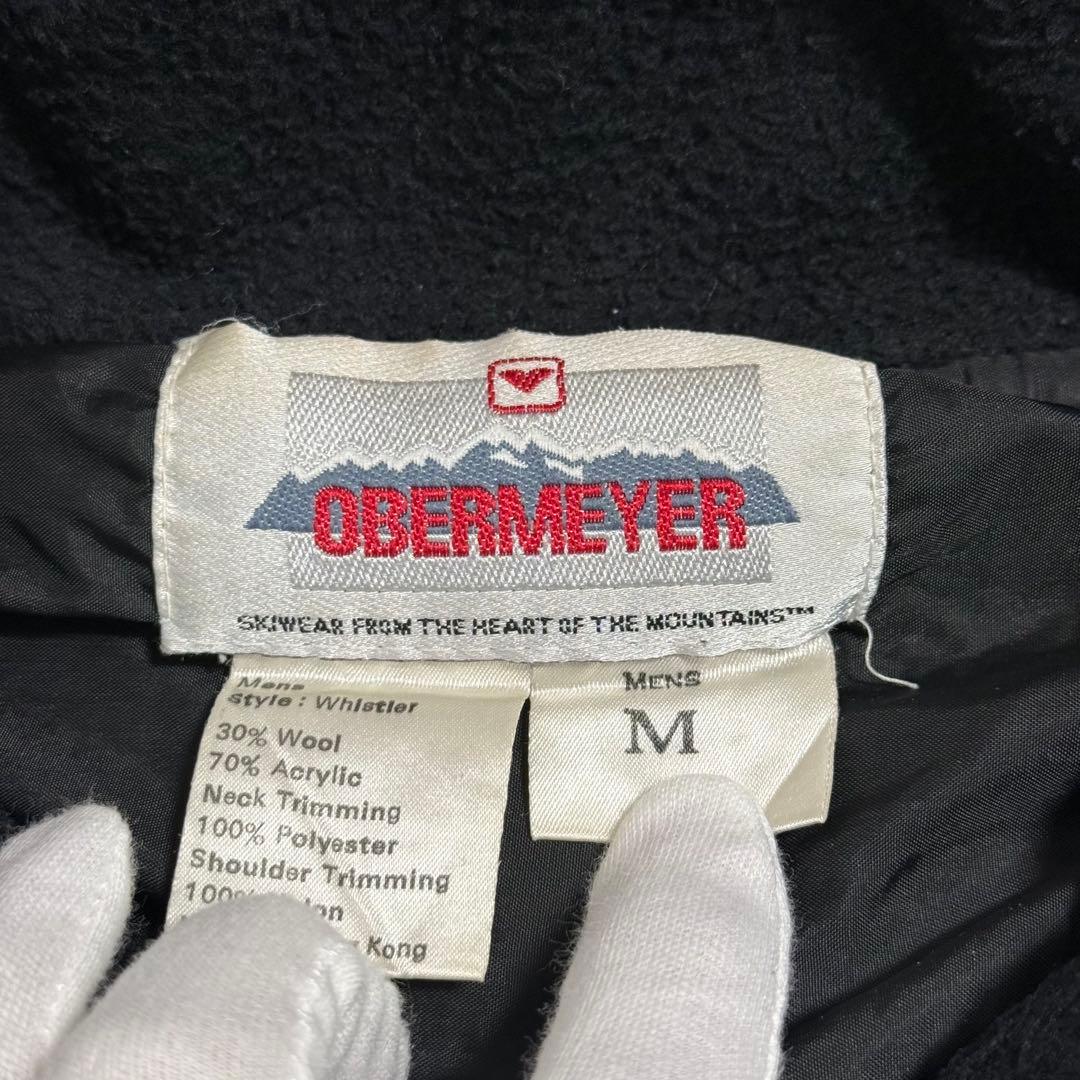 OBERMEYER
SKIWEAR FROM THE HEART OF THE MOUNTAINS™
Mens
Style : Whistler
30% Wool
70% Acrylic
Neck Trimming
100% Polyester
Shoulder Trimming
Kong
MENS
M